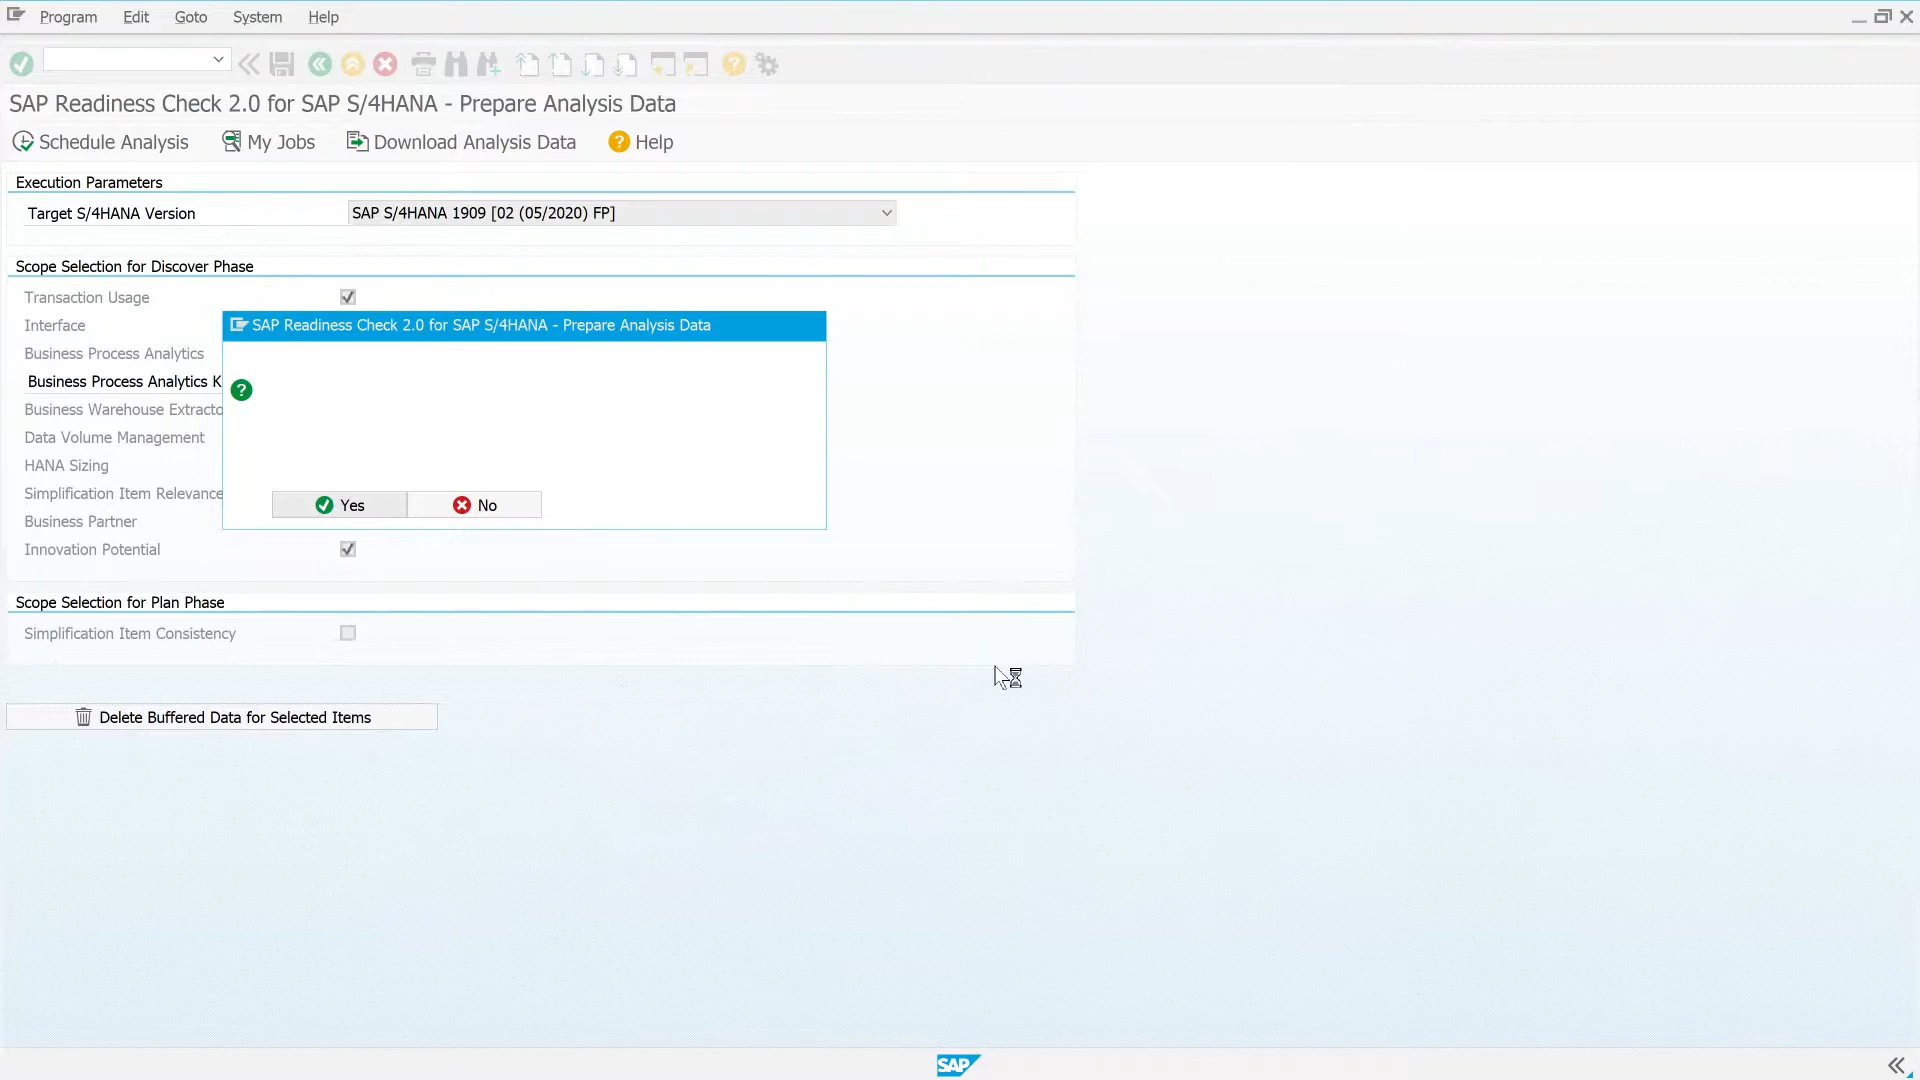 Program Edit Goto System Help
SAP Readiness Check 2.0 for SAP S/4HANA - Prepare Analysis Data
Schedule Analysis My Jobs Download Analysis Data ? Help
Execution Parameters
Target S/4HANA Version SAP S/4HANA 1909 [02 (05/2020) FP]
Scope Selection for Discover Phase
Transaction Usage
Interface
Business Process Analytics
Business Process Analytics K
Business Warehouse Extracto
Data Volume Management
HANA Sizing
Simplification Item Relevance
Business Partner
Innovation Potential
SAP Readiness Check 2.0 for SAP S/4HANA - Prepare Analysis Data
?
Yes No
Scope Selection for Plan Phase
Simplification Item Consistency
Delete Buffered Data for Selected Items
SAP